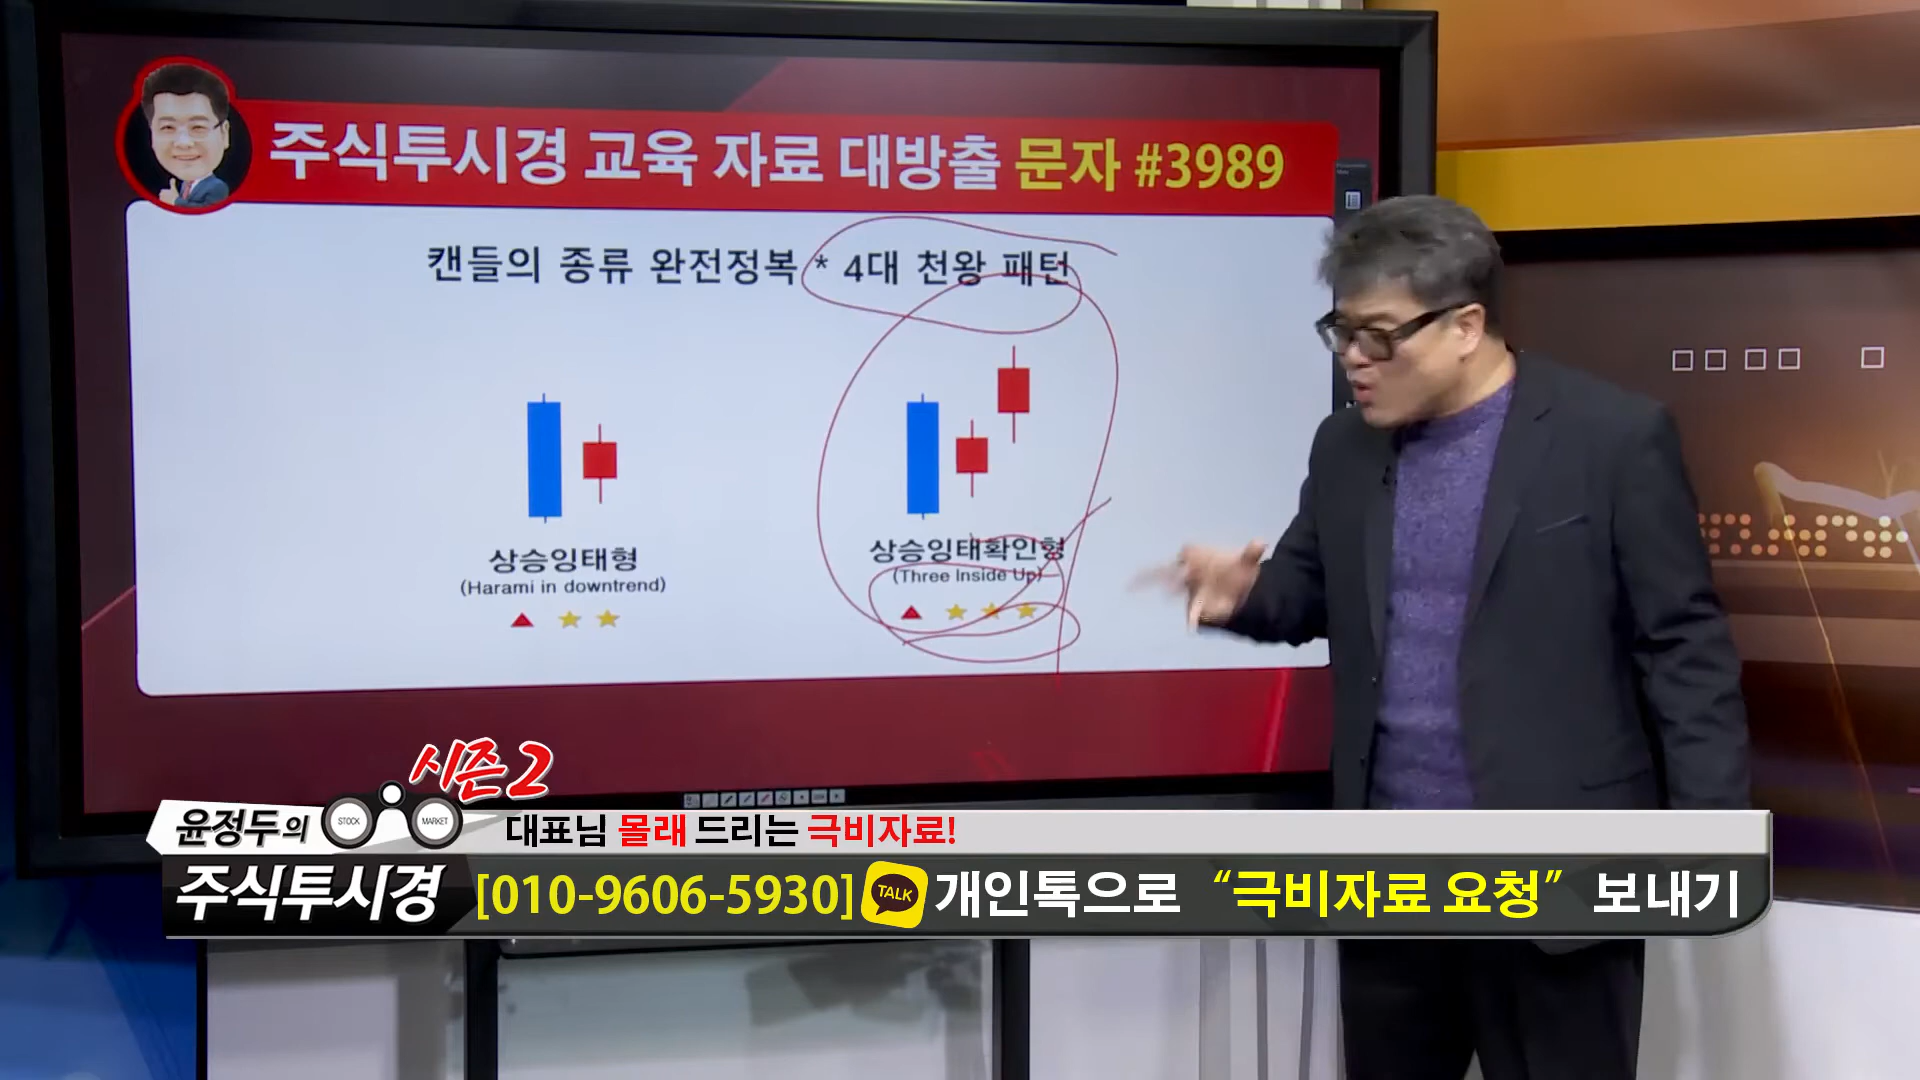 주식투시경 교육 자료 대방출 문자 #3989
캔들의 종류 완전정복 * 4대 천왕 패턴
상승잉태형
(Harami in downtrend)
상승잉태확인형
(Three Inside Up)
시즌2
윤정두의
STOCK
MARKET
주식투시경
대표님 몰래 드리는 극비자료!
[010-9606-5930] TALK 개인톡으로 “극비자료 요청” 보내기